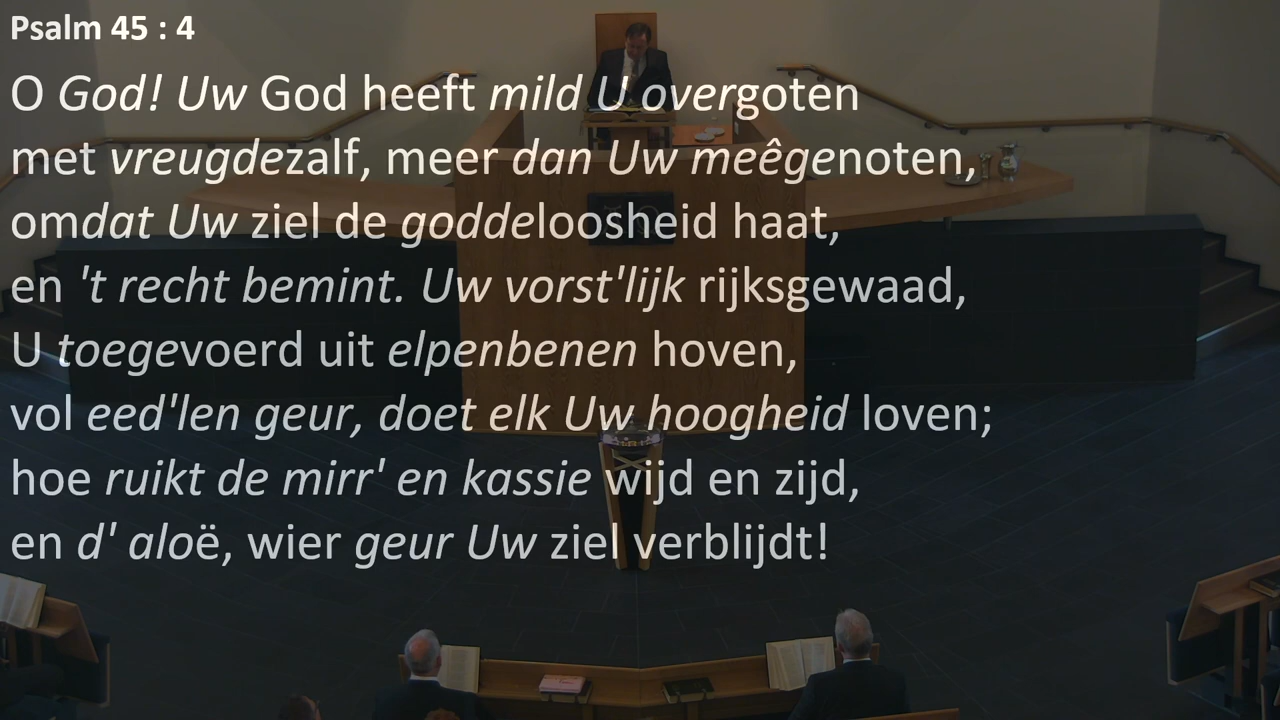 Psalm 45 : 4
O God! Uw God heeft mild U overgoten
met vreugdezalf, meer dan Uw meêgenoten,
omdat Uw ziel de goddeloosheid haat,
en 't recht bemint. Uw vorst'lijk rijksgewaad,
U toegevoerd uit elpenbenen hoven,
vol eed'len geur, doet elk Uw hoogheid loven;
hoe ruikt de mirr' en kassie wijd en zijd,
en d' aloë, wier geur Uw ziel verblijdt!